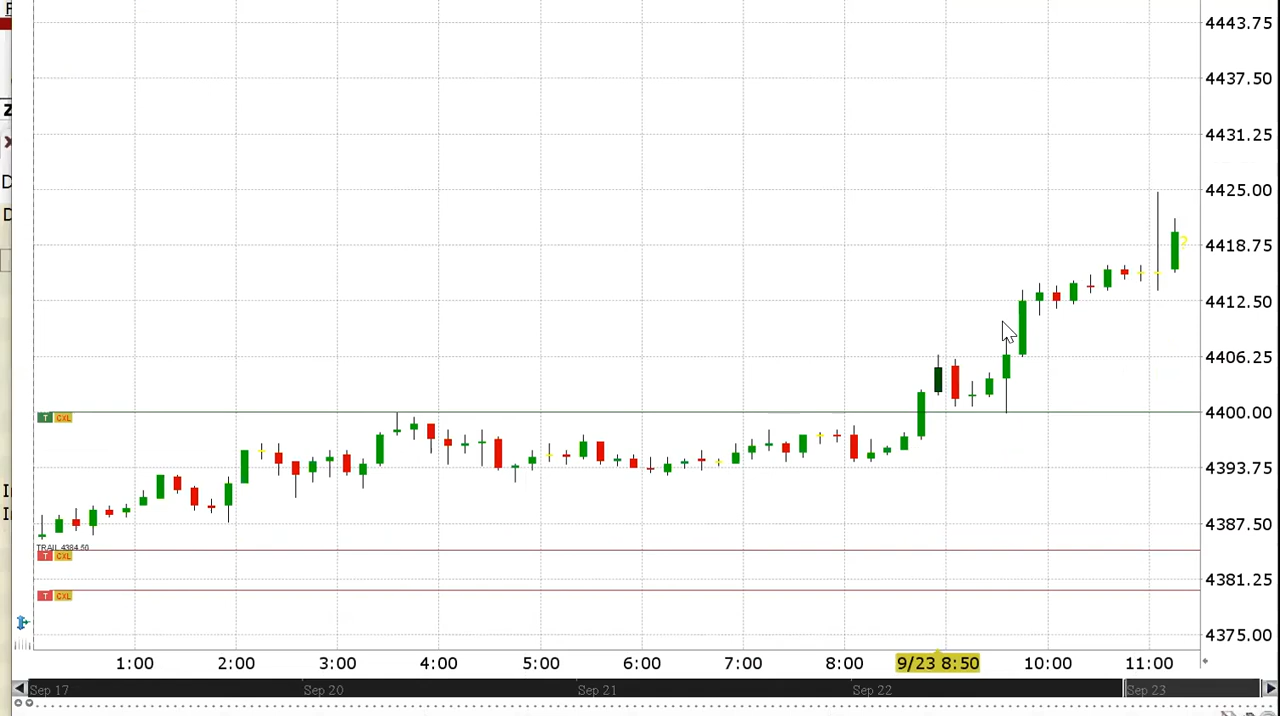 4443.75
4437.50
4431.25
4425.00
?
4418.75
4412.50
4406.25
T CXL
4400.00
4393.75
4387.50
TRAIL 4384.50
T CXL
4381.25
T CXL
4375.00
1:00 2:00 3:00 4:00 5:00 6:00 7:00 8:00 9/23 8:50 10:00 11:00
Sep 17 Sep 20 Sep 21 Sep 22 Sep 23